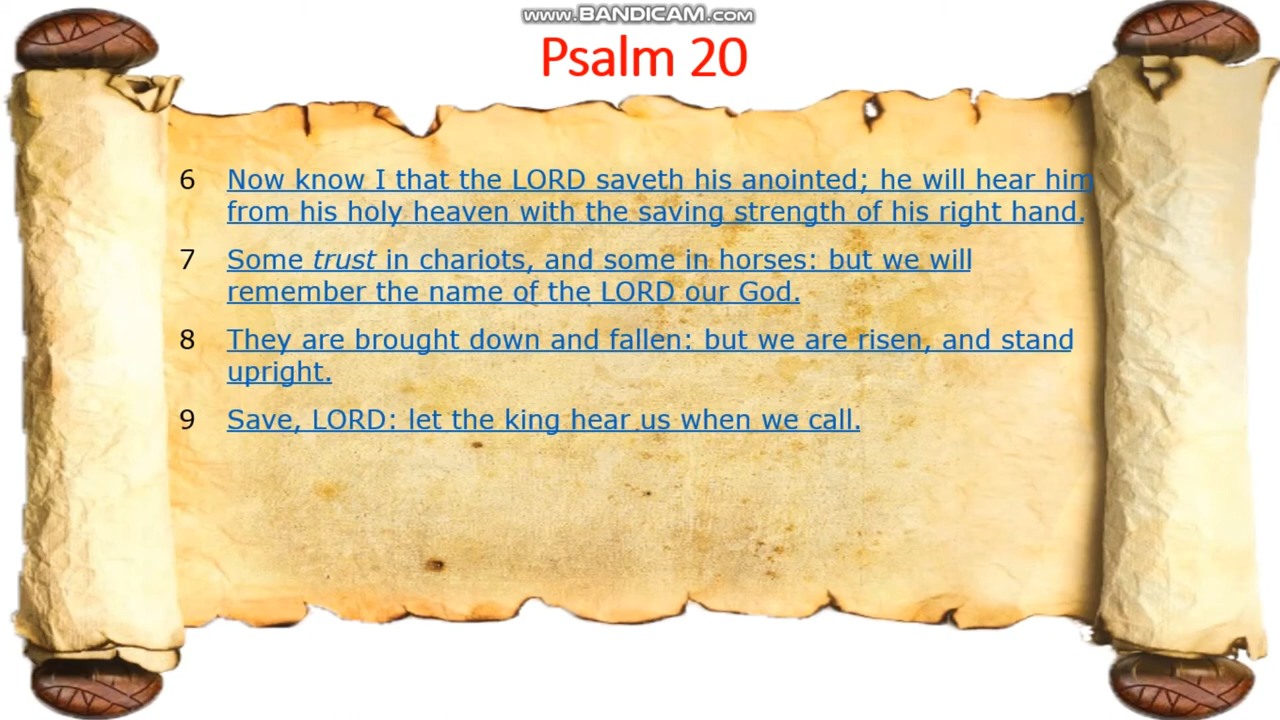 www.BANDICAM.com
Psalm 20
6 Now know I that the LORD saveth his anointed; he will hear him
from his holy heaven with the saving strength of his right hand.
7 Some trust in chariots, and some in horses: but we will
remember the name of the LORD our God.
8 They are brought down and fallen: but we are risen, and stand
upright.
9 Save, LORD: let the king hear us when we call.